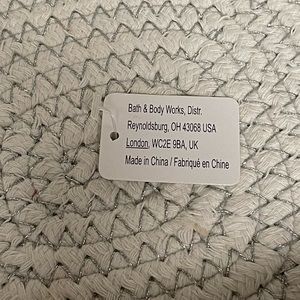 Bath & Body Works, Distr.
Reynoldsburg, OH 43068 USA
London, WC2E 9BA, UK
Made in China / Fabriqué en Chine